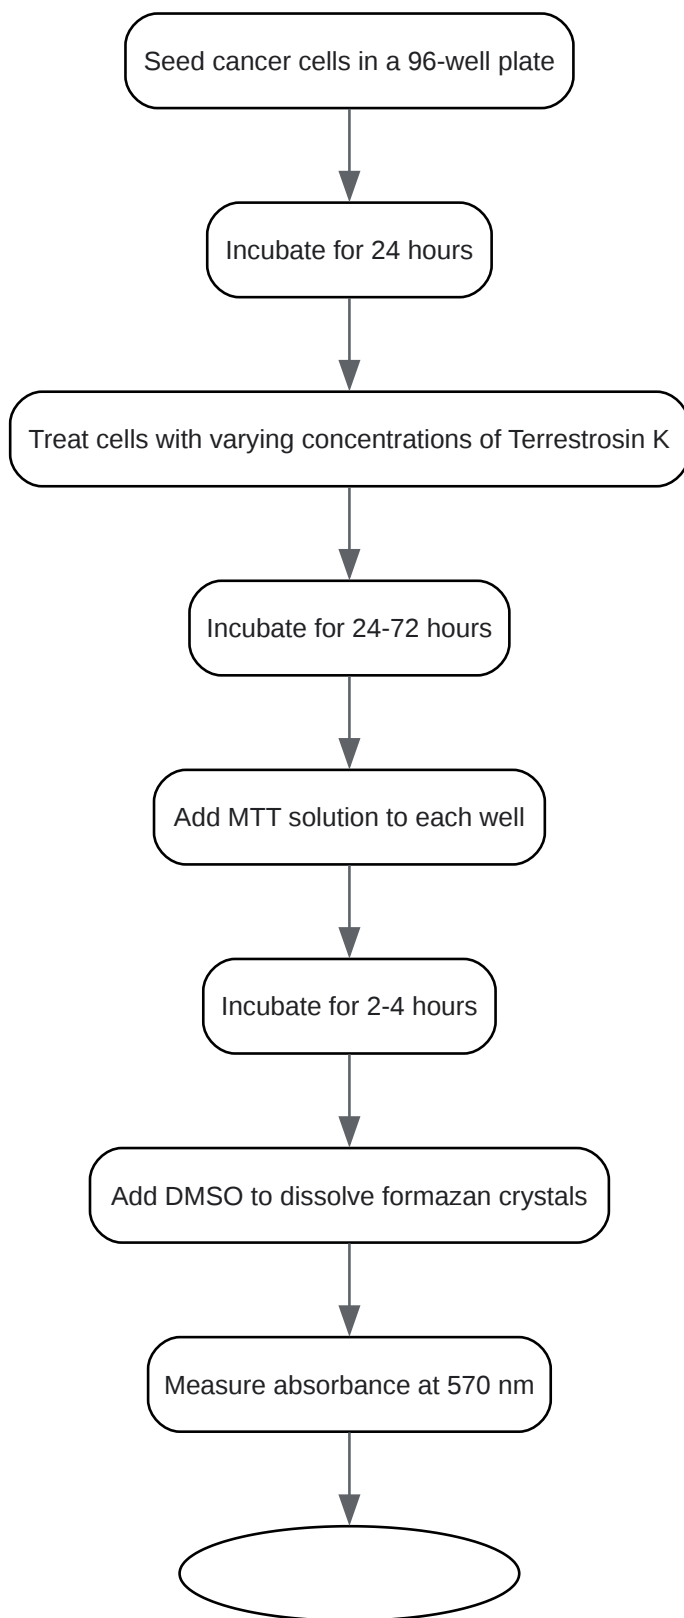 Seed cancer cells in a 96-well plate
Incubate for 24 hours
Treat cells with varying concentrations of Terrestrosin K
Incubate for 24-72 hours
Add MTT solution to each well
Incubate for 2-4 hours
Add DMSO to dissolve formazan crystals
Measure absorbance at 570 nm